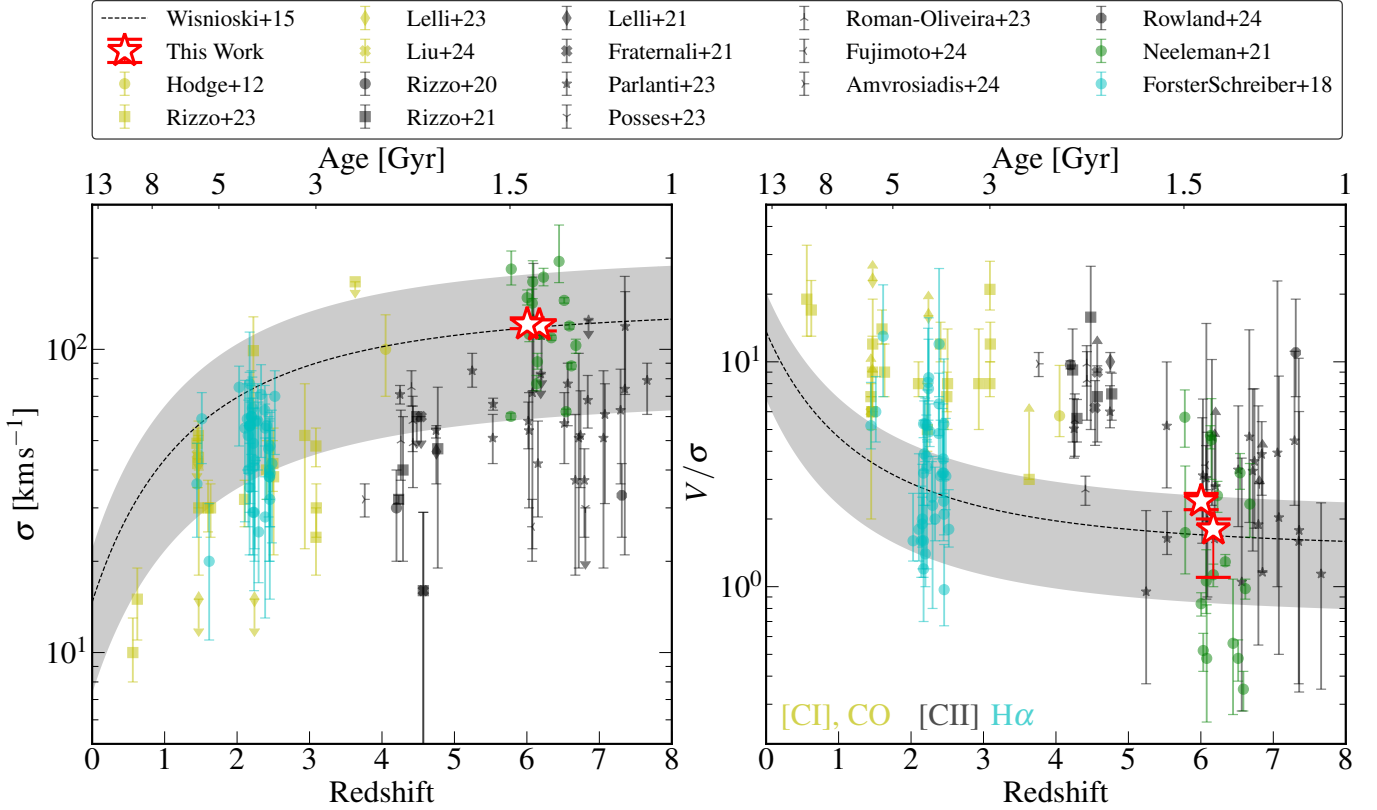 Wisnioski+15 Lelli+23 Lelli+21 Roman-Oliveira+23 Rowland+24
This Work Liu+24 Fraternali+21 Fujimoto+24 Neeleman+21
Hodge+12 Rizzo+20 Parlanti+23 Amvrosiadis+24 ForsterSchreiber+18
Rizzo+23 Rizzo+21 Posses+23
Age [Gyr]
13 8 5 3 1.5 1
10²
10¹
σ [km s⁻¹]
0 1 2 3 4 5 6 7 8
Redshift
Age [Gyr]
13 8 5 3 1.5 1
10¹
10⁰
V/σ
[CI], CO [CII] Hα
0 1 2 3 4 5 6 7 8
Redshift